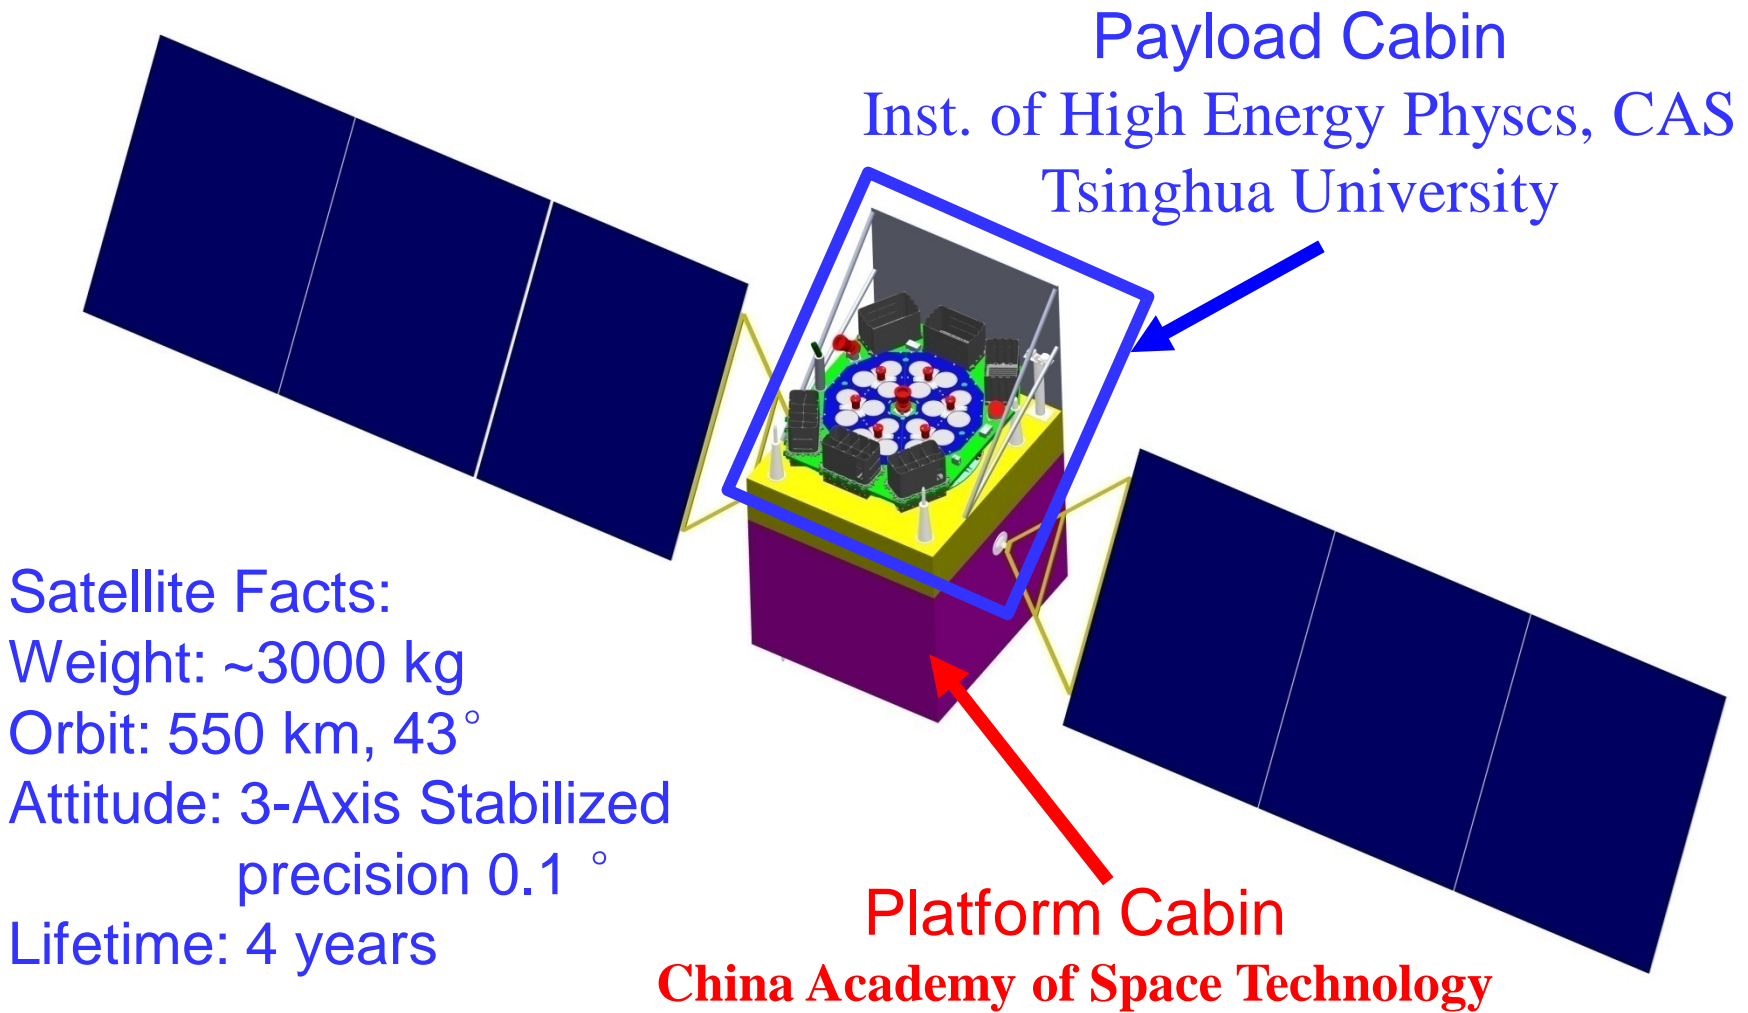 Payload Cabin
Inst. of High Energy Physcs, CAS
Tsinghua University
Satellite Facts:
Weight: ~3000 kg
Orbit: 550 km, 43°
Attitude: 3-Axis Stabilized
precision 0.1 °
Lifetime: 4 years
Platform Cabin
China Academy of Space Technology